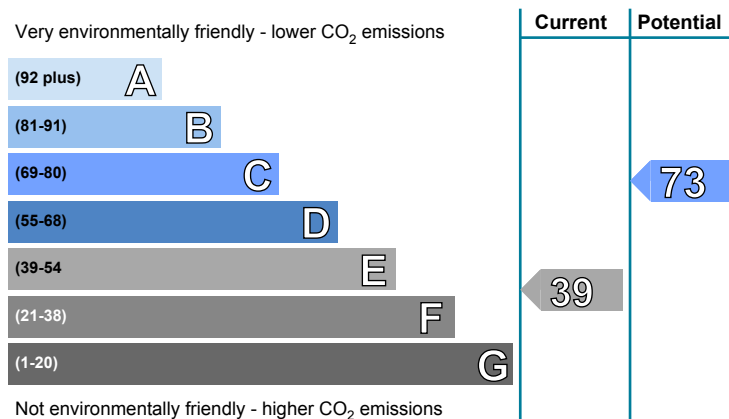 Current Potential
Very environmentally friendly - lower CO2 emissions
(92 plus) A
(81-91) B
(69-80) C
73
(55-68) D
(39-54 E
39
(21-38) F
(1-20) G
Not environmentally friendly - higher CO2 emissions